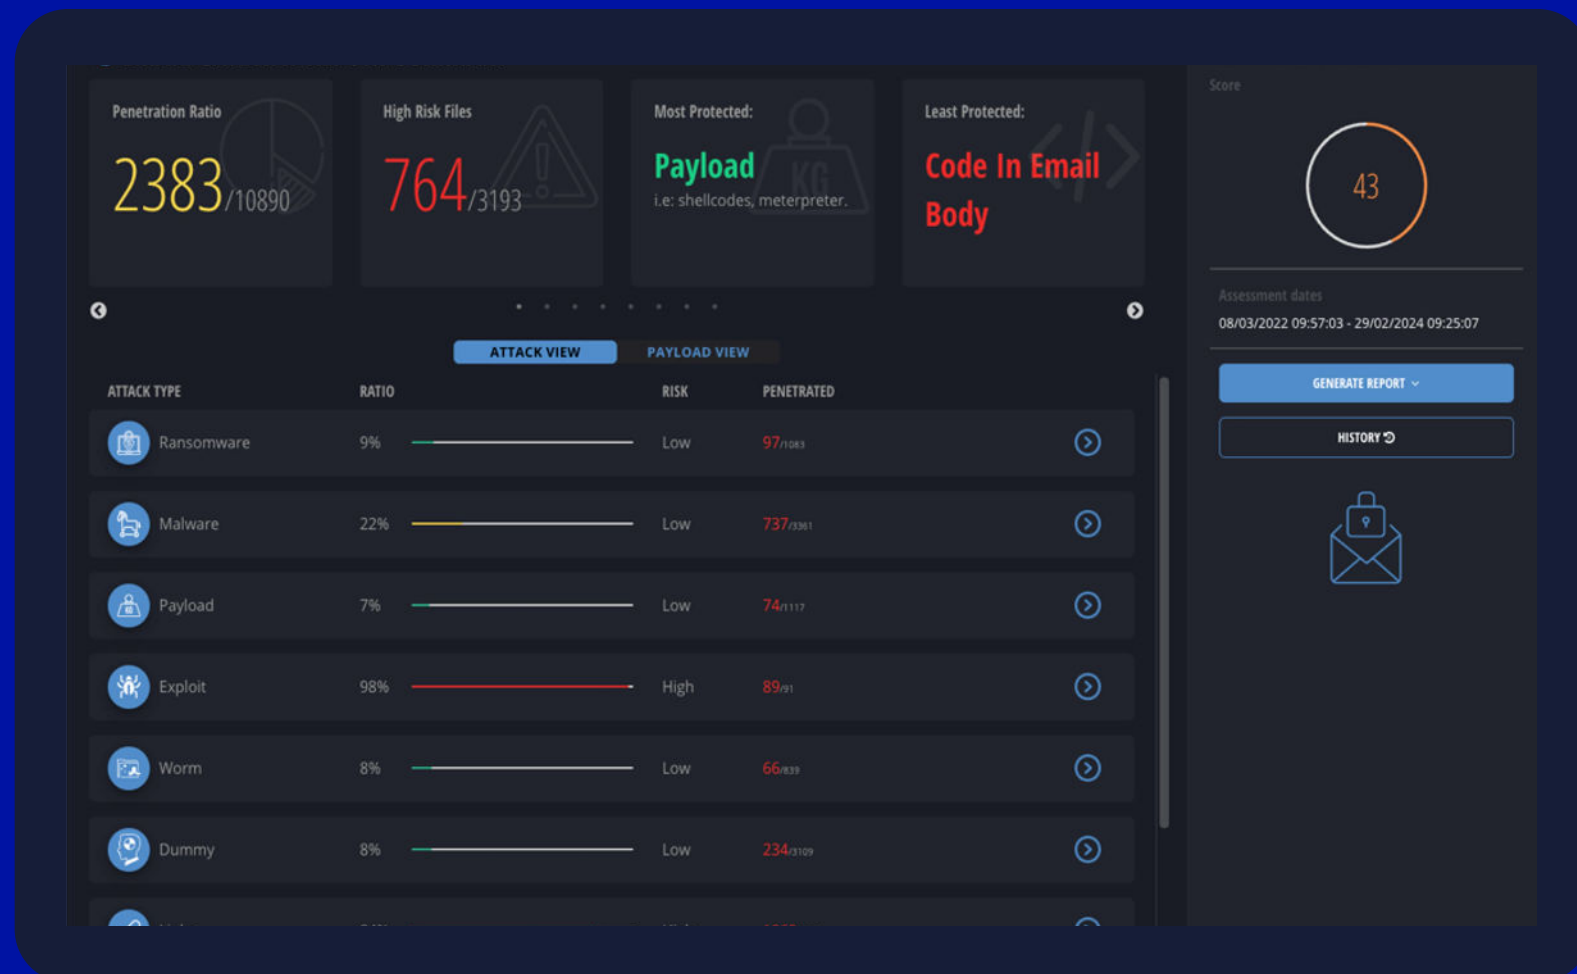 Penetration Ratio
2383/10890
High Risk Files
764/3193
Most Protected:
Payload
i.e: shellcodes, meterpreter.
KG
Least Protected:
Code In Email
Body
ATTACK VIEW
PAYLOAD VIEW
ATTACK TYPE RATIO RISK PENETRATED
Ransomware 9% Low 97/1083
Malware 22% Low 737/3361
Payload 7% Low 74/1117
Exploit 98% High 89/91
Worm 8% Low 66/839
Dummy 8% Low 234/3109
Score
43
Assessment dates
08/03/2022 09:57:03 - 29/02/2024 09:25:07
GENERATE REPORT
HISTORY